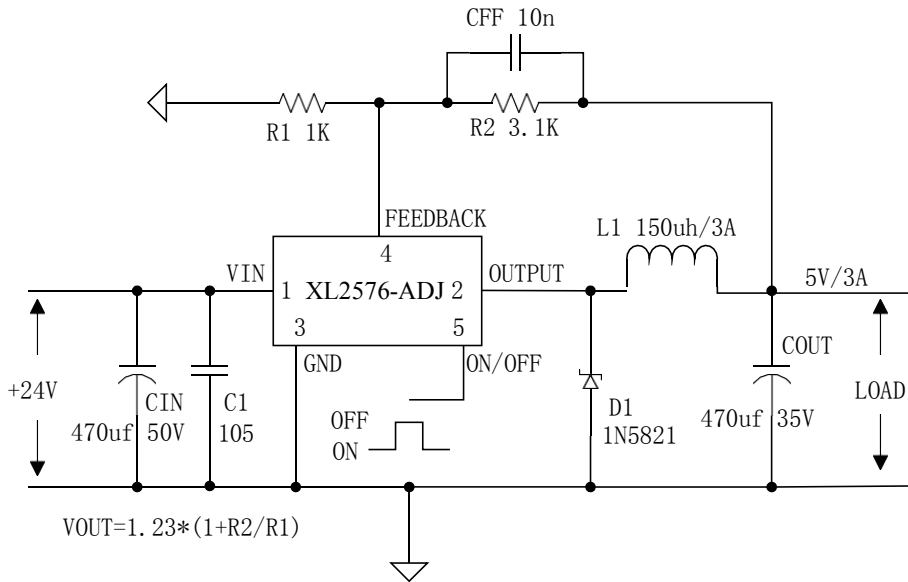 CFF 10n
R1 1K
R2 3.1K
FEEDBACK
4
L1 150uh/3A
VIN
OUTPUT
5V/3A
1 XL2576-ADJ 2
3
5
GND
ON/OFF
COUT
+24V
CIN
C1
LOAD
470uf 50V
105
OFF
ON
D1
1N5821
470uf 35V
VOUT=1.23*(1+R2/R1)